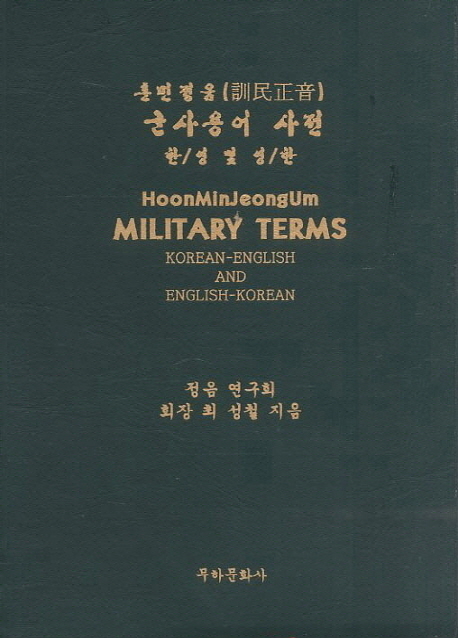 훈민정음(訓民正音)
군사용어 사전
한/영 및 영/한
HoonMinJeongUm
MILITARY TERMS
KOREAN-ENGLISH
AND
ENGLISH-KOREAN
정음 연구회
회장 최 성철 지음
무하문화사